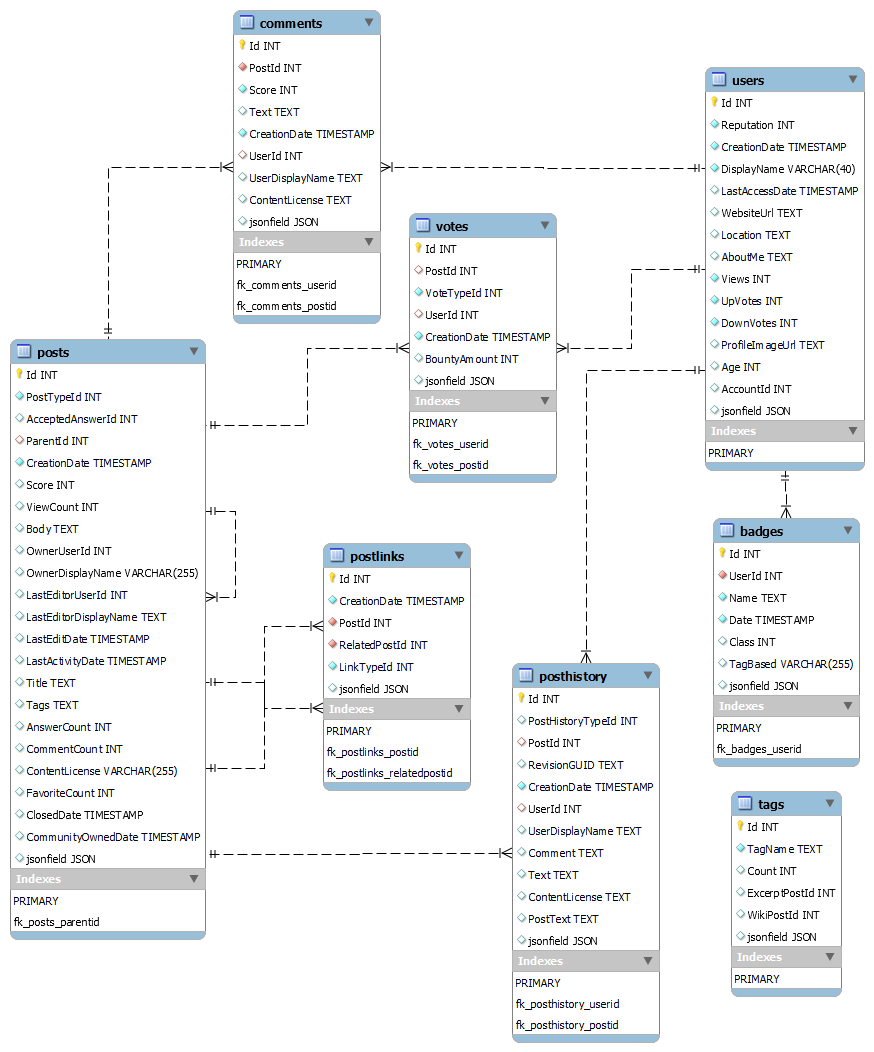 comments
Id INT
PostId INT
Score INT
Text TEXT
CreationDate TIMESTAMP
UserId INT
UserDisplayName TEXT
ContentLicense TEXT
jsonfield JSON
Indexes
PRIMARY
fk_comments_userid
fk_comments_postid
users
Id INT
Reputation INT
CreationDate TIMESTAMP
DisplayName VARCHAR(40)
LastAccessDate TIMESTAMP
WebsiteUrl TEXT
Location TEXT
AboutMe TEXT
Views INT
UpVotes INT
DownVotes INT
ProfileImageUrl TEXT
Age INT
AccountId INT
jsonfield JSON
Indexes
PRIMARY
votes
Id INT
PostId INT
VoteTypeId INT
UserId INT
CreationDate TIMESTAMP
BountyAmount INT
jsonfield JSON
Indexes
PRIMARY
fk_votes_userid
fk_votes_postid
posts
Id INT
PostTypeId INT
AcceptedAnswerId INT
ParentId INT
CreationDate TIMESTAMP
Score INT
ViewCount INT
Body TEXT
OwnerUserId INT
OwnerDisplayName VARCHAR(255)
LastEditorUserId INT
LastEditorDisplayName TEXT
LastEditDate TIMESTAMP
LastActivityDate TIMESTAMP
Title TEXT
Tags TEXT
AnswerCount INT
CommentCount INT
ContentLicense VARCHAR(255)
FavoriteCount INT
ClosedDate TIMESTAMP
CommunityOwnedDate TIMESTAMP
jsonfield JSON
Indexes
PRIMARY
fk_posts_parentid
postlinks
Id INT
CreationDate TIMESTAMP
PostId INT
RelatedPostId INT
LinkTypeId INT
jsonfield JSON
Indexes
PRIMARY
fk_postlinks_postid
fk_postlinks_relatedpostid
badges
Id INT
UserId INT
Name TEXT
Date TIMESTAMP
Class INT
TagBased VARCHAR(255)
jsonfield JSON
Indexes
PRIMARY
fk_badges_userid
posthistory
Id INT
PostHistoryTypeId INT
PostId INT
RevisionGUID TEXT
CreationDate TIMESTAMP
UserId INT
UserDisplayName TEXT
Comment TEXT
Text TEXT
ContentLicense TEXT
PostText TEXT
jsonfield JSON
Indexes
PRIMARY
fk_posthistory_userid
fk_posthistory_postid
tags
Id INT
TagName TEXT
Count INT
ExcerptPostId INT
WikiPostId INT
jsonfield JSON
Indexes
PRIMARY